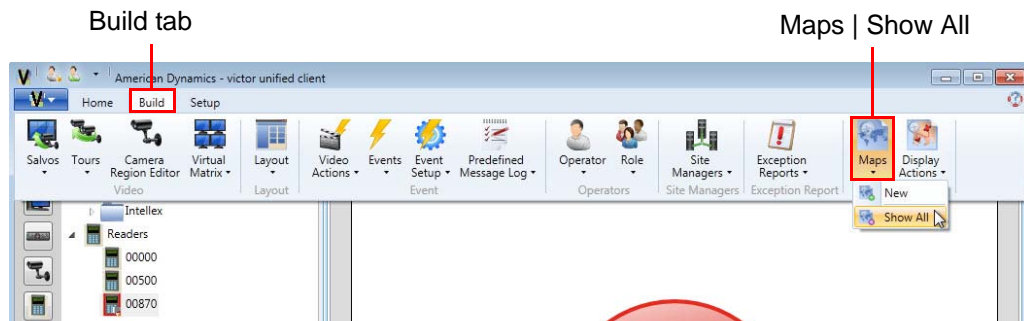 Build tab
Maps | Show All
American Dynamics - victor unified client
Home Build Setup
Salvos Tours Camera Region Editor Virtual Matrix Layout Video Actions Events Event Setup Predefined Message Log Operator Role Site Managers Exception Reports Maps Display Actions
Video Layout Event Operators Site Managers Exception Report
New
Show All
Intellex
Readers
00000
00500
00870